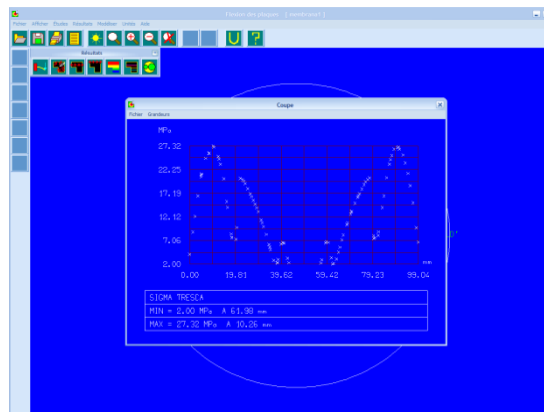 Flexion des plaques
Fichier Afficher Etudes Résultats Modéliser Unités Aide
Résultats
Coupe
Fichier Grandeurs
MPa
27.32
22.25
17.19
12.12
7.06
2.00
0.00 19.81 39.62 59.42 79.23 99.04 mm
SIGMA TRESCA
MIN = 2.00 MPa A 61.98 mm
MAX = 27.32 MPa A 10.26 mm